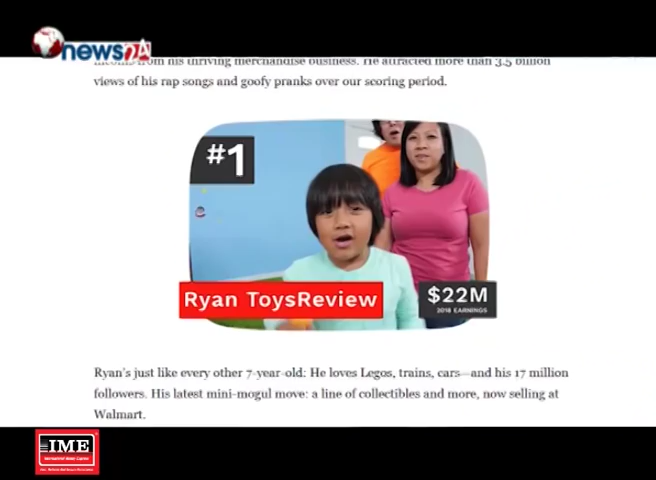 news24
income from his thriving merchandise business. He attracted more than 3.5 billion
views of his rap songs and goofy pranks over our scoring period.
#1
Ryan ToysReview
$22M
2018 EARNINGS
Ryan's just like every other 7-year-old: He loves Legos, trains, cars—and his 17 million
followers. His latest mini-mogul move: a line of collectibles and more, now selling at
Walmart.
IME